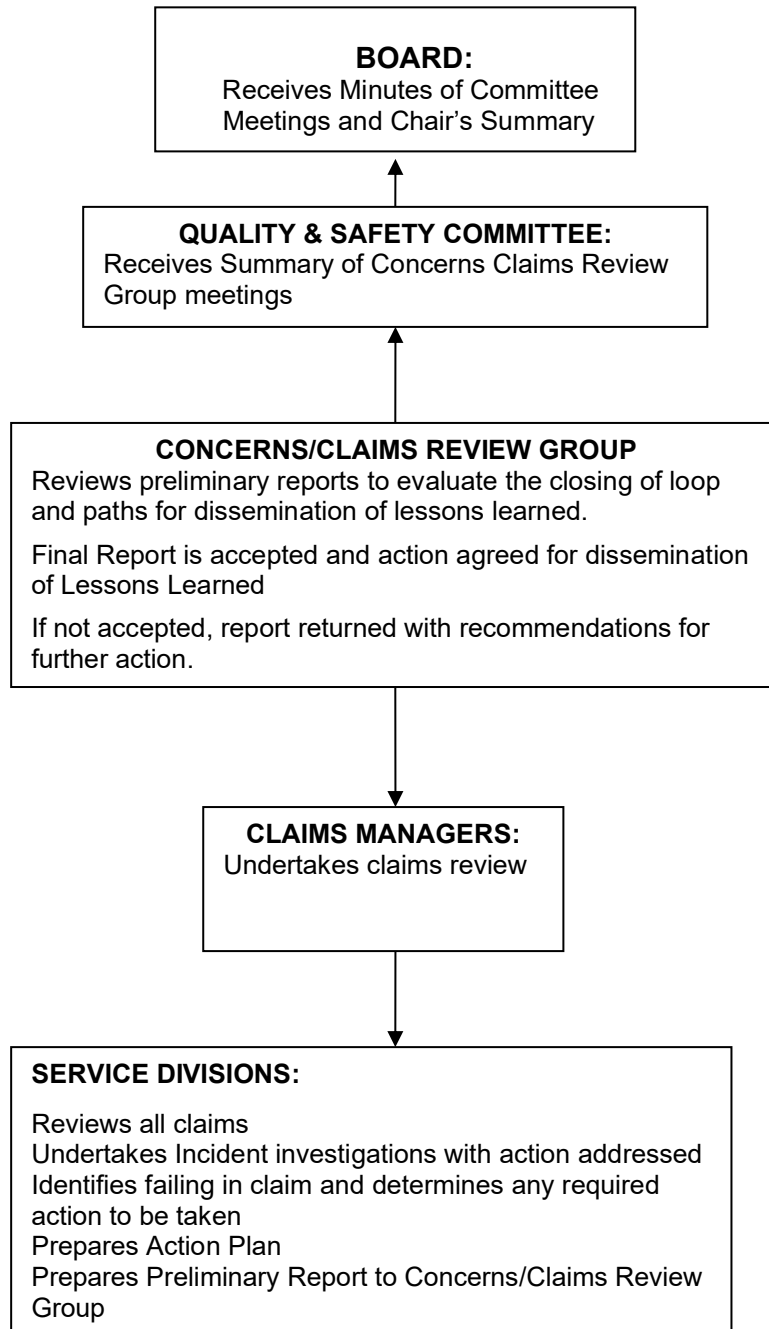 BOARD:
Receives Minutes of Committee
Meetings and Chair's Summary
QUALITY & SAFETY COMMITTEE:
Receives Summary of Concerns Claims Review
Group meetings
CONCERNS/CLAIMS REVIEW GROUP
Reviews preliminary reports to evaluate the closing of loop
and paths for dissemination of lessons learned.
Final Report is accepted and action agreed for dissemination
of Lessons Learned
If not accepted, report returned with recommendations for
further action.
CLAIMS MANAGERS:
Undertakes claims review
SERVICE DIVISIONS:
Reviews all claims
Undertakes Incident investigations with action addressed
Identifies failing in claim and determines any required
action to be taken
Prepares Action Plan
Prepares Preliminary Report to Concerns/Claims Review
Group